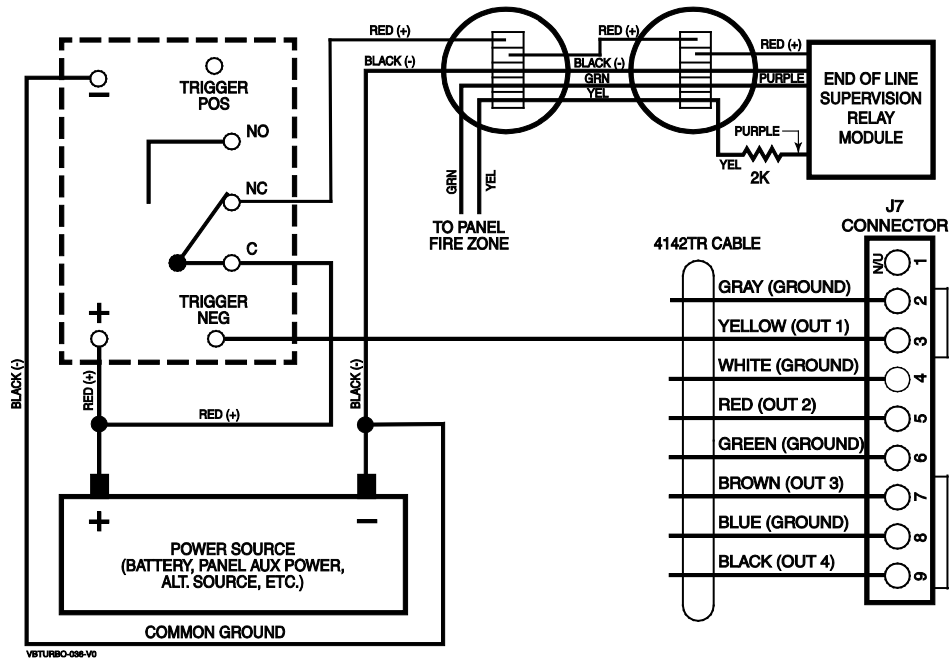 RED (+)
RED (+)
RED (+)
BLACK (-)
BLACK (-)
GRN
PURPLE
YEL
END OF LINE
SUPERVISION
RELAY
MODULE
–
TRIGGER
POS
NO
NC
C
TRIGGER
NEG
+
PURPLE
YEL
2K
GRN
YEL
TO PANEL
FIRE ZONE
J7
CONNECTOR
4142TR CABLE
N/U
1
GRAY (GROUND)
2
YELLOW (OUT 1)
3
WHITE (GROUND)
4
RED (OUT 2)
5
GREEN (GROUND)
6
BROWN (OUT 3)
7
BLUE (GROUND)
8
BLACK (OUT 4)
9
BLACK (-)
RED (+)
RED (+)
BLACK (-)
+
–
POWER SOURCE
(BATTERY, PANEL AUX POWER,
ALT. SOURCE, ETC.)
COMMON GROUND
VBTURBO-036-V0